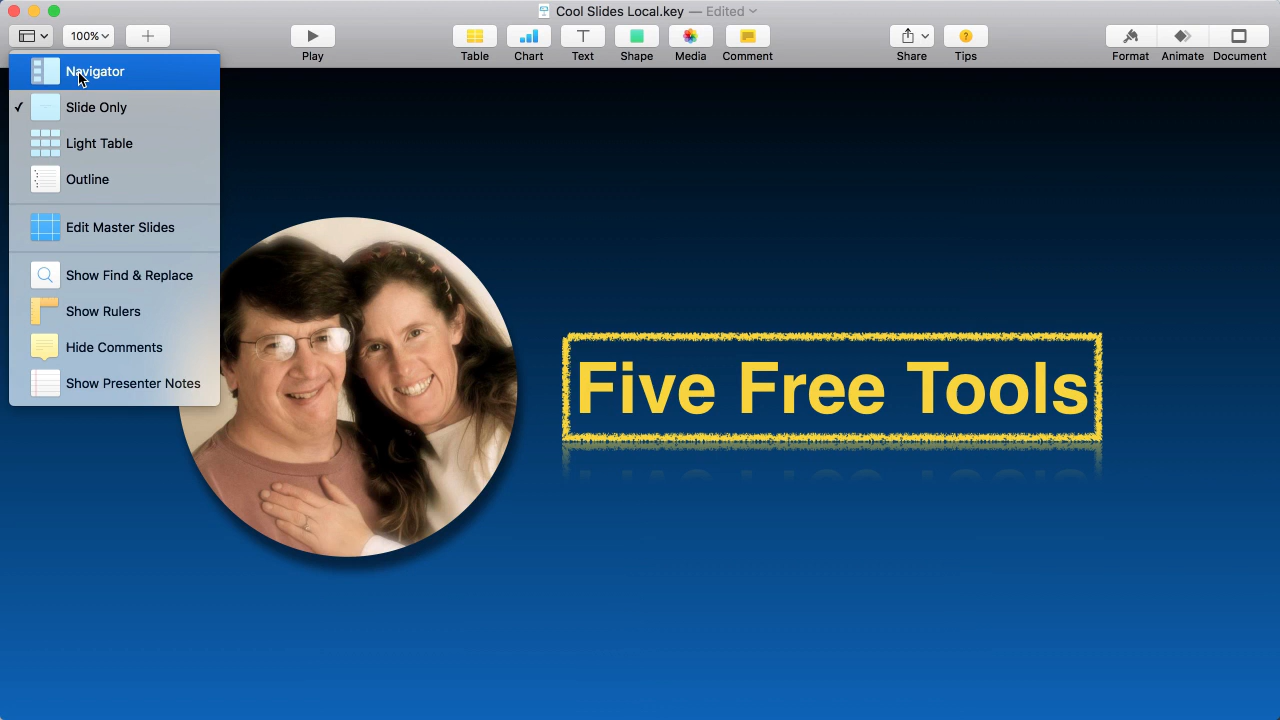 Cool Slides Local.key — Edited
100%
Play
Table
Chart
Text
Shape
Media
Comment
Share
Tips
Format
Animate
Document
Navigator
✓ Slide Only
Light Table
Outline
Edit Master Slides
Show Find & Replace
Show Rulers
Hide Comments
Show Presenter Notes
Five Free Tools